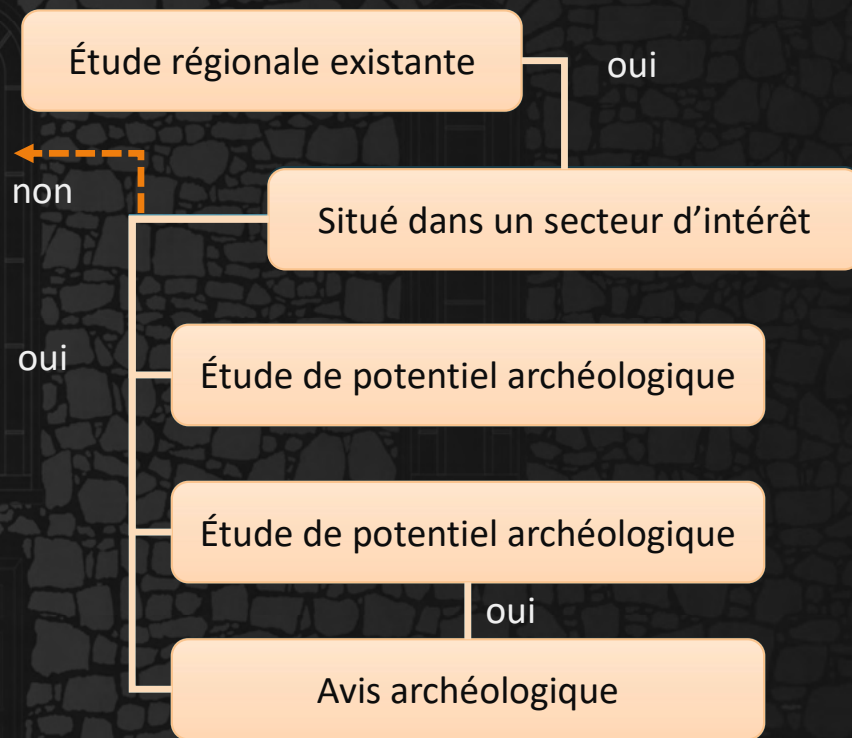 Étude régionale existante
oui
non
Situé dans un secteur d'intérêt
oui
Étude de potentiel archéologique
Étude de potentiel archéologique
oui
Avis archéologique